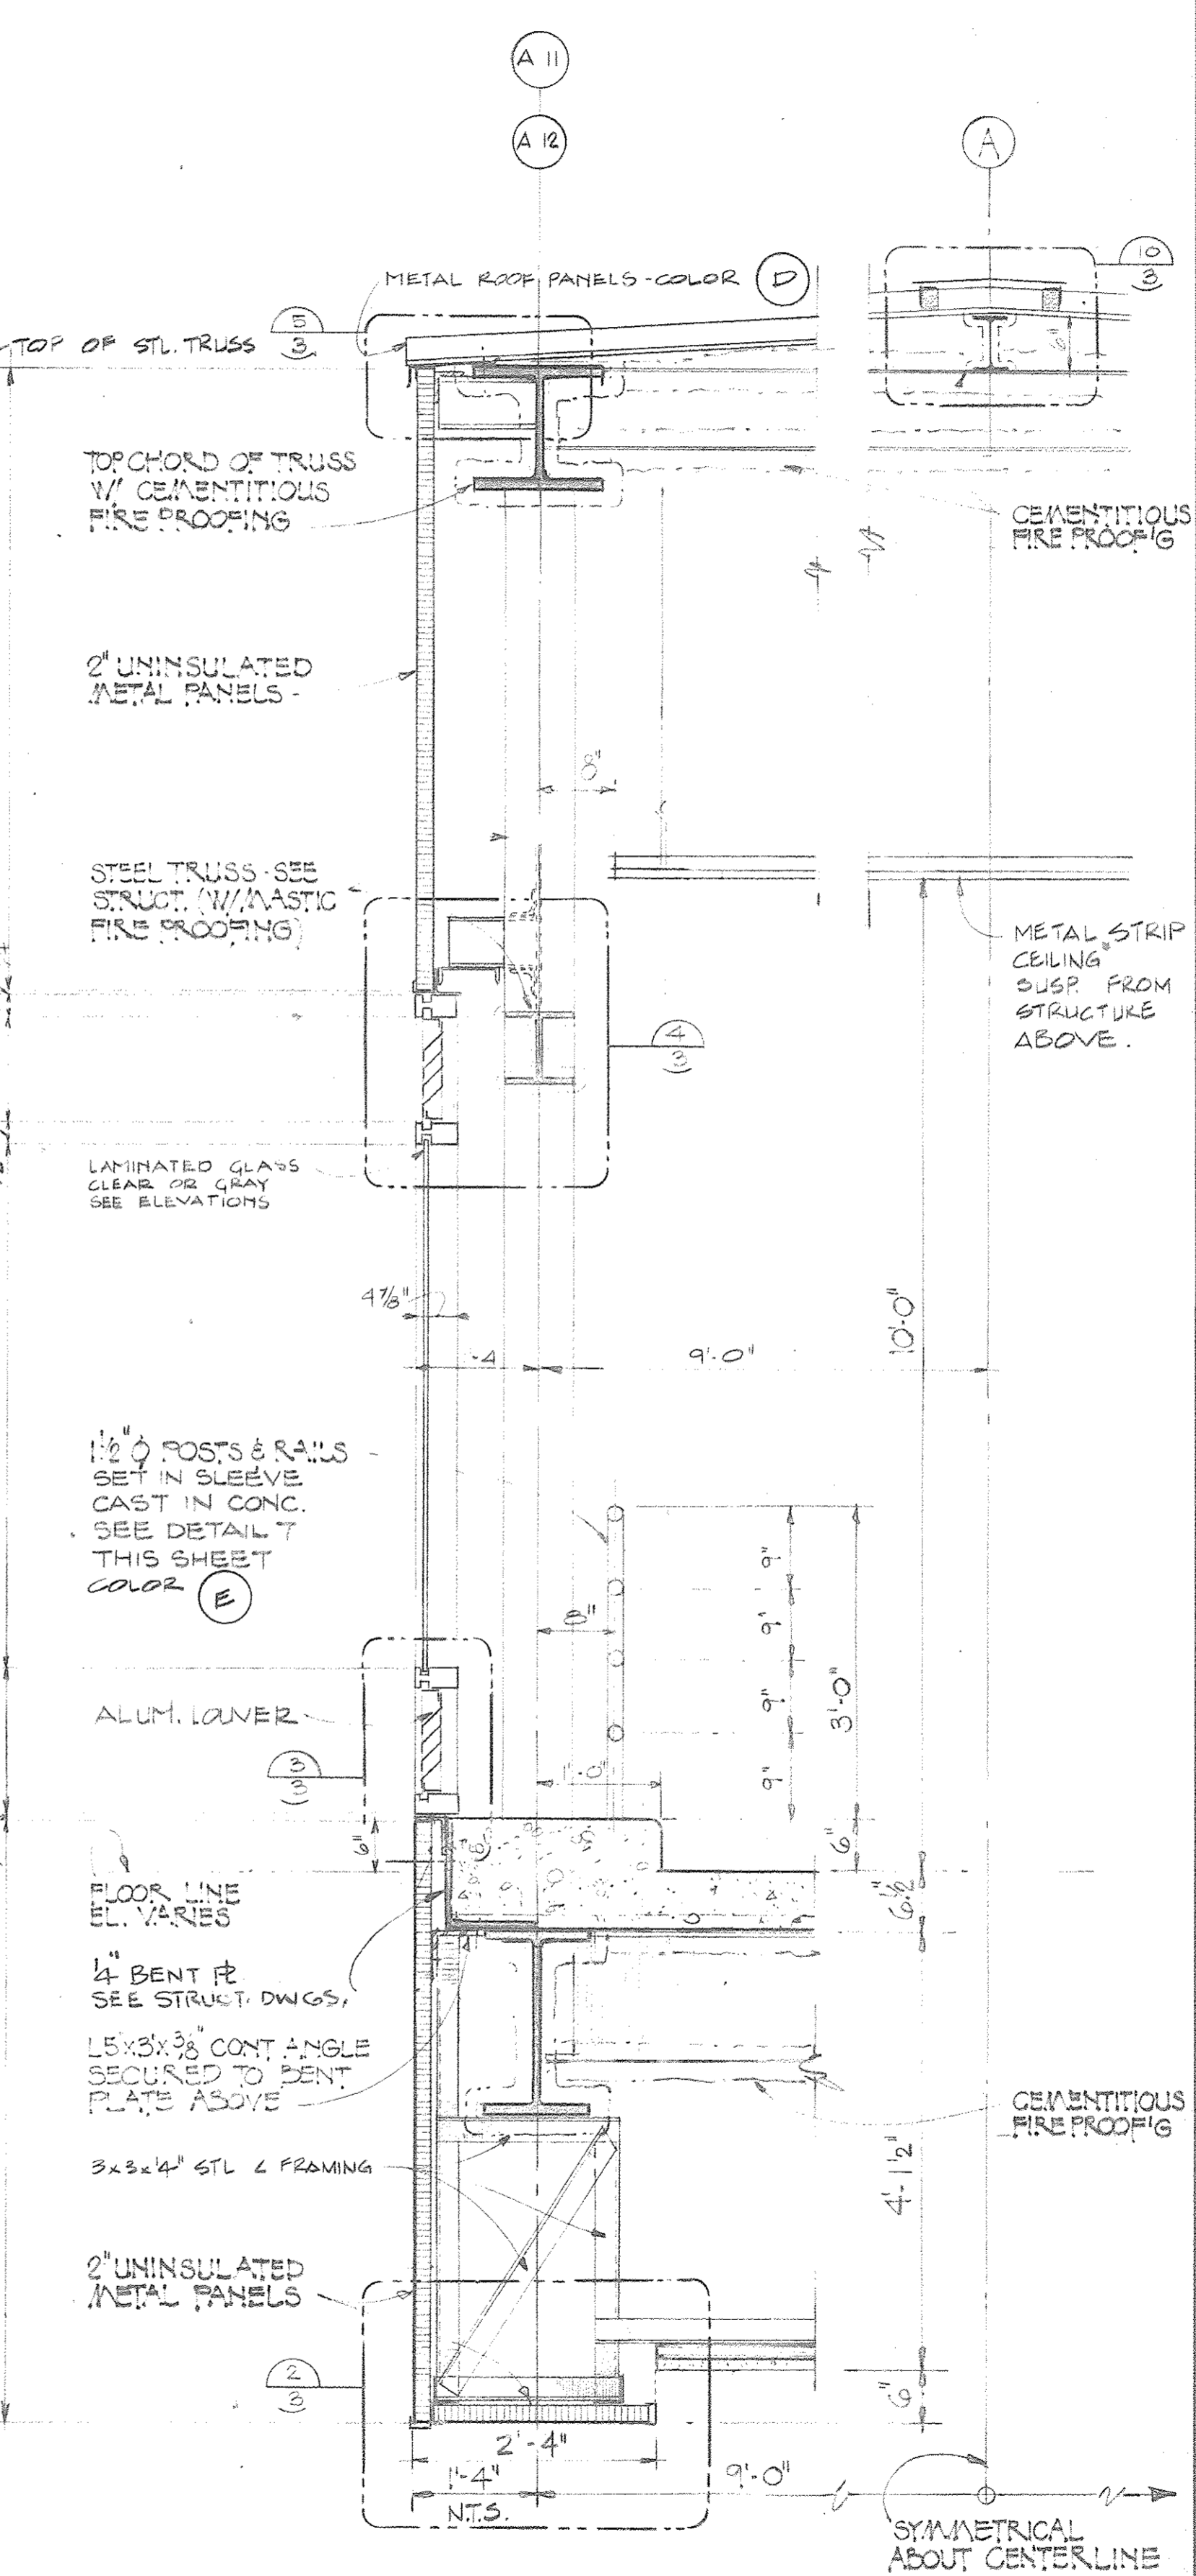 A 11
A 12
A
METAL ROOF PANELS-COLOR D
10
3
5
3
TOP OF STL. TRUSS
6"
TOP CHORD OF TRUSS
W/ CEMENTITIOUS
FIRE PROOFING
CEMENTITIOUS
FIRE PROOF'G
2" UNINSULATED
METAL PANELS -
8"
STEEL TRUSS - SEE
STRUCT. (W/ MASTIC
FIRE PROOFING)
METAL STRIP
CEILING
SUSP. FROM
STRUCTURE
ABOVE.
4
3
LAMINATED GLASS
CLEAR OR GRAY
SEE ELEVATIONS
4 7/8"
-4
9'-0"
10'-0"
1 1/2" Ø POSTS & RAILS
SET IN SLEEVE
CAST IN CONC.
SEE DETAIL 7
THIS SHEET
COLOR E
9"
9"
9"
9"
8"
3'-0"
ALUM. LOUVER
3
3
1'-0"
6"
6"
6 1/2"
FLOOR LINE
EL. VARIES
1/4" BENT PL
SEE STRUCT. DWGS.
L5"x3"x3/8" CONT ANGLE
SECURED TO BENT
PLATE ABOVE
CEMENTITIOUS
FIREPROOF'G
3x3x1/4" STL ∠ FRAMING
4'-1 1/2"
2" UNINSULATED
METAL PANELS
2
3
6"
2'-4"
1'-4"
9'-0"
N.T.S.
SYMMETRICAL
ABOUT CENTERLINE